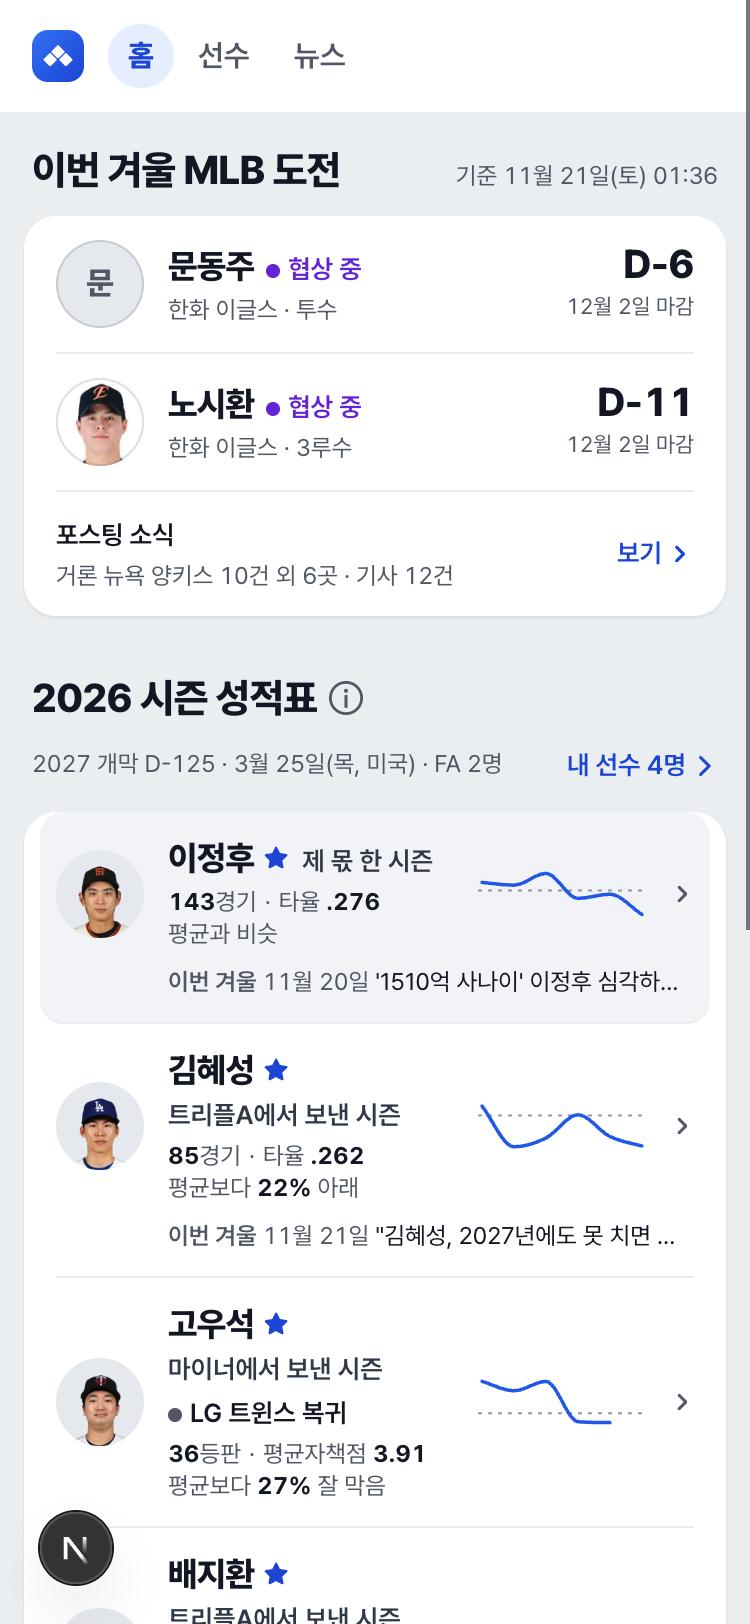 홈 선수 뉴스
이번 겨울 MLB 도전
기준 11월 21일(토) 01:36
문
문동주 협상 중
한화 이글스 · 투수
D-6
12월 2일 마감
노시환 협상 중
한화 이글스 · 3루수
D-11
12월 2일 마감
포스팅 소식
거론 뉴욕 양키스 10건 외 6곳 · 기사 12건
보기
2026 시즌 성적표
2027 개막 D-125 · 3월 25일(목, 미국) · FA 2명
내 선수 4명
이정후 제 몫 한 시즌
143경기 · 타율 .276
평균과 비슷
이번 겨울 11월 20일 '1510억 사나이' 이정후 심각하...
김혜성
트리플A에서 보낸 시즌
85경기 · 타율 .262
평균보다 22% 아래
이번 겨울 11월 21일 "김혜성, 2027년에도 못 치면 ...
고우석
마이너에서 보낸 시즌
LG 트윈스 복귀
36등판 · 평균자책점 3.91
평균보다 27% 잘 막음
N
배지환
트리플A에서 보낸 시즌